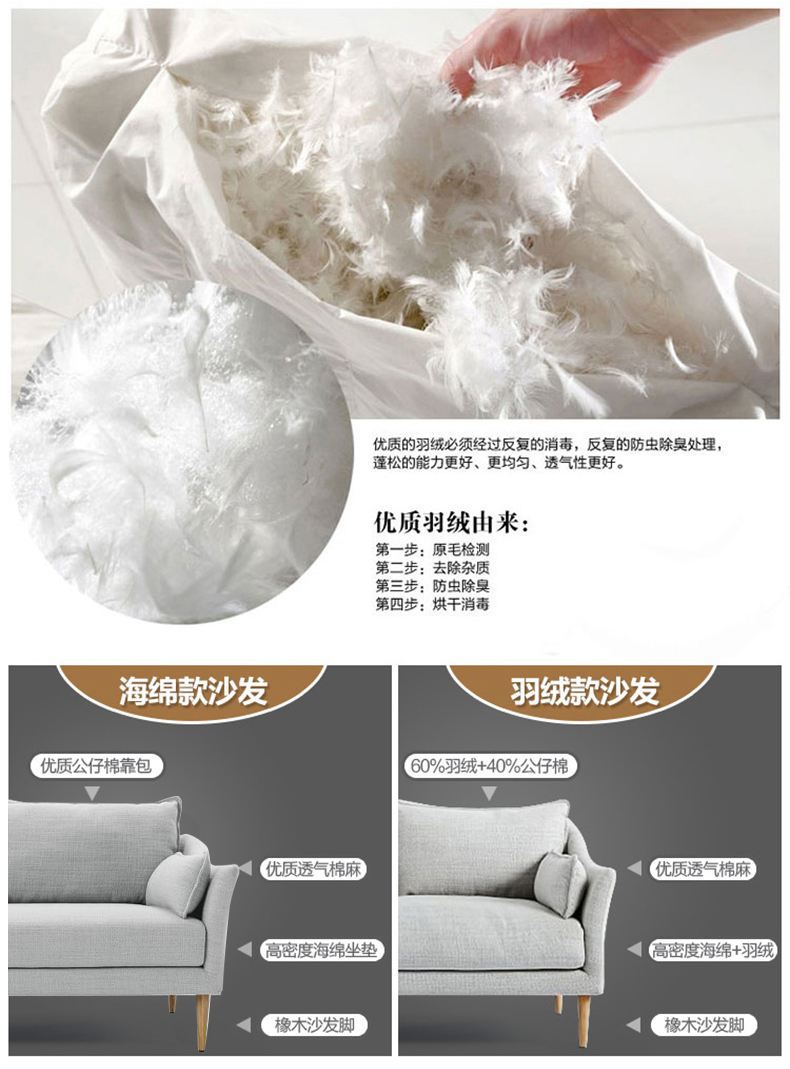 优质的羽绒必须经过反复的消毒，反复的防虫除臭处理，
蓬松的能力更好、更均匀、透气性更好。
优质羽绒由来：
第一步：原毛检测
第二步：去除杂质
第三步：防虫除臭
第四步：烘干消毒
海绵款沙发
优质公仔棉靠包
优质透气棉麻
高密度海绵坐垫
橡木沙发脚
羽绒款沙发
60%羽绒+40%公仔棉
优质透气棉麻
高密度海绵+羽绒
橡木沙发脚